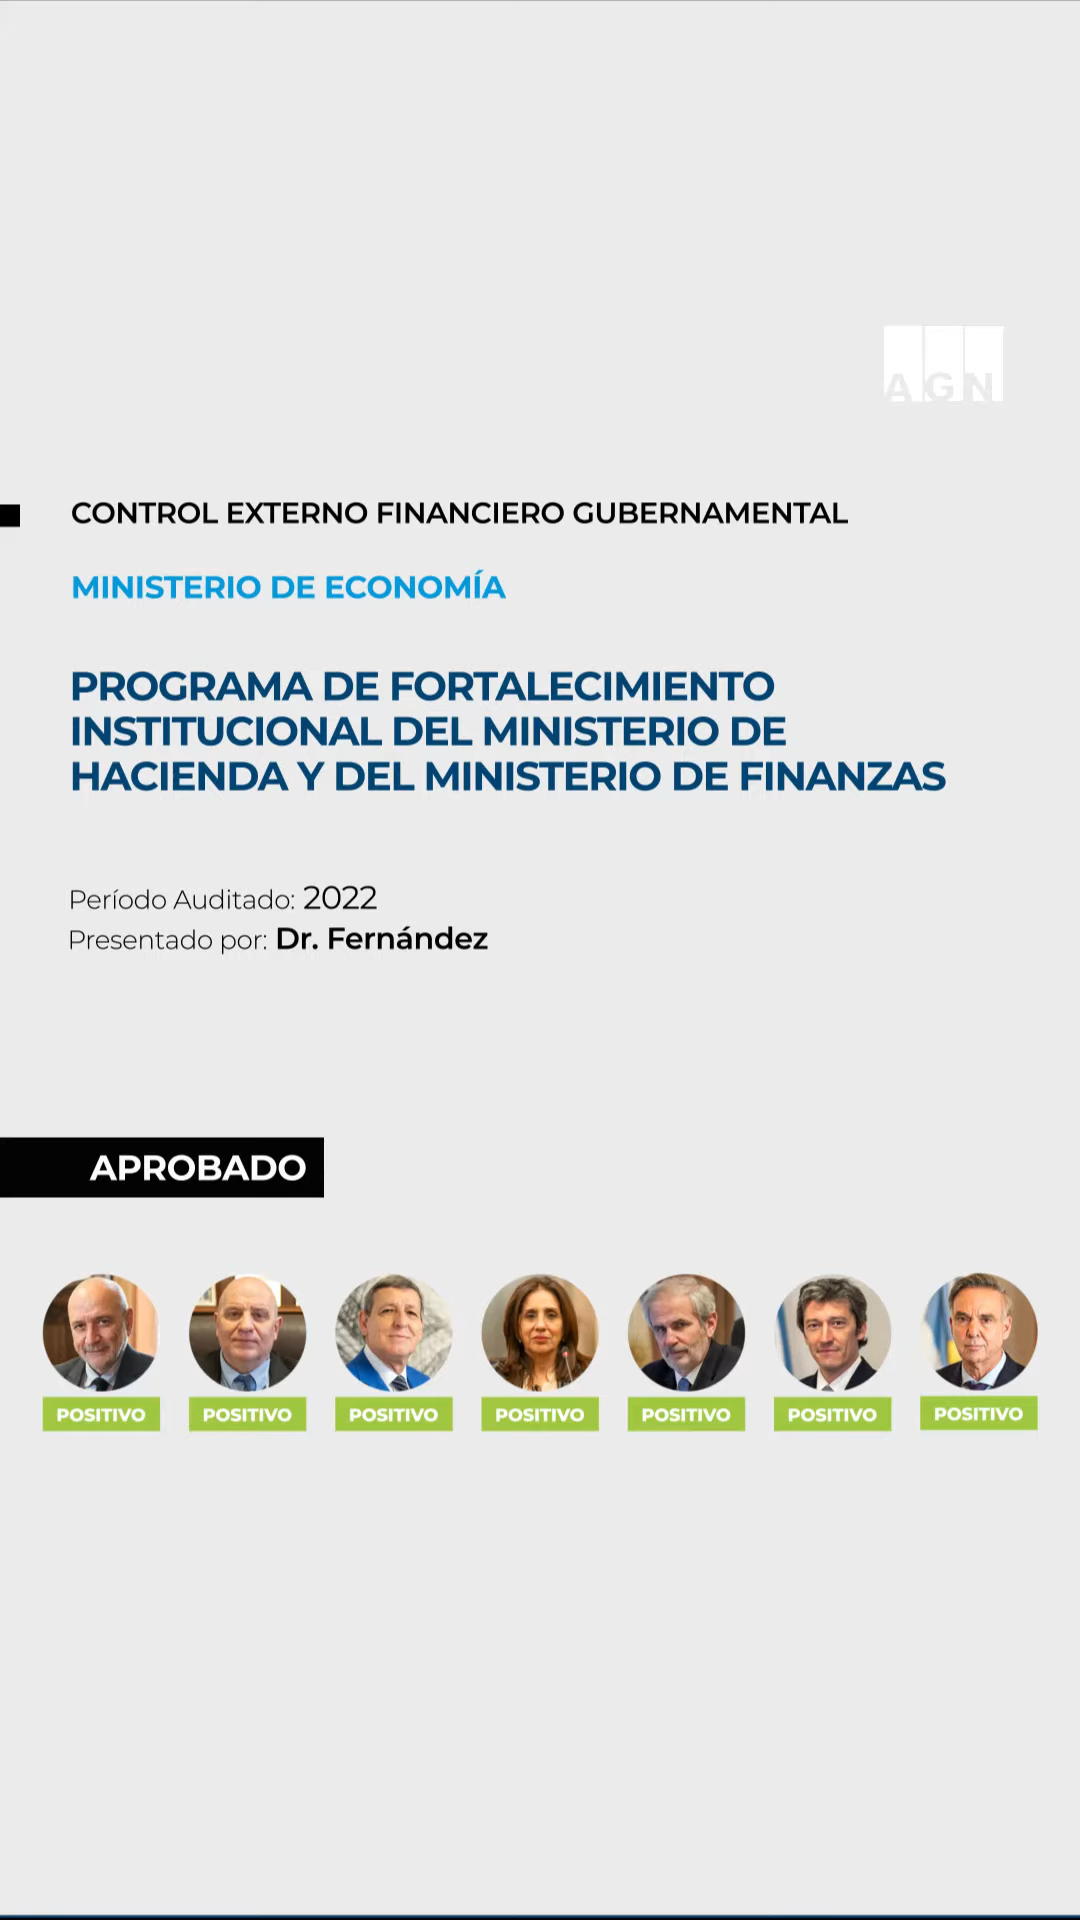 AGN
CONTROL EXTERNO FINANCIERO GUBERNAMENTAL
MINISTERIO DE ECONOMÍA
PROGRAMA DE FORTALECIMIENTO
INSTITUCIONAL DEL MINISTERIO DE
HACIENDA Y DEL MINISTERIO DE FINANZAS
Período Auditado: 2022
Presentado por: Dr. Fernández
APROBADO
POSITIVO POSITIVO POSITIVO POSITIVO POSITIVO POSITIVO POSITIVO